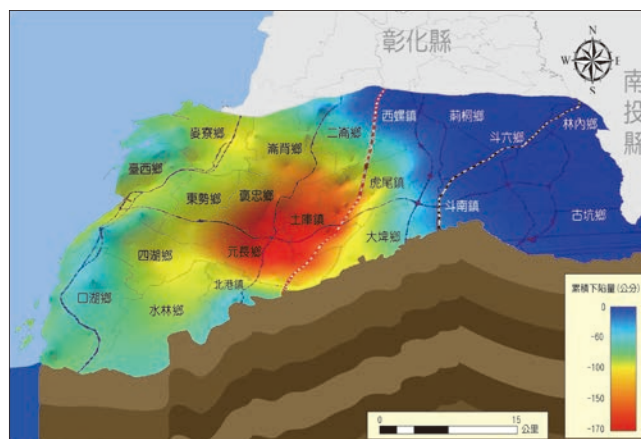 彰化縣
N
W
E
S
南投縣
西螺鎮
莿桐鄉
二崙鄉
斗六鄉
林內鄉
麥寮鄉
崙背鄉
臺西鄉
東勢鄉
褒忠鄉
虎尾鎮
土庫鎮
斗南鎮
古坑鄉
四湖鄉
元長鄉
大埤鄉
北港鎮
口湖鄉
水林鄉
累積下陷量(公分)
0
-50
-100
-150
-170
0
15
公里